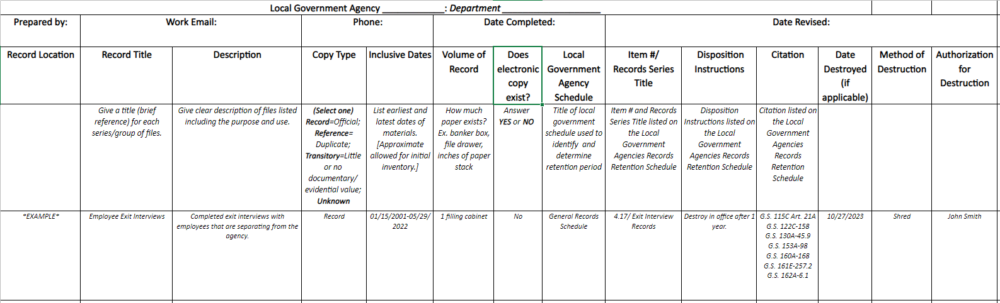 Local Government Agency ____________: Department___________________
Prepared by:
Work Email:
Phone:
Date Completed:
Date Revised:
Record Location
Record Title
Description
Copy Type
Inclusive Dates
Volume of
Record
Does
electronic
copy
exist?
Local
Government
Agency
Schedule
Item #/
Records Series
Title
Disposition
Instructions
Citation
Date
Destroyed
(if
applicable)
Method of
Destruction
Authorization
for
Destruction
Give a title (brief
reference) for each
series/group of files.
Give clear description of files listed
including the purpose and use.
(Select one)
Record=Official;
Reference=
Duplicate;
Transitory=Little
or no
documentary/
evidential value;
Unknown
List earliest and
latest dates of
materials.
[Approximate
allowed for initial
inventory.]
How much
paper exists?
Ex. banker box,
file drawer,
inches of paper
stack
Answer
YES or NO
Title of local
government
schedule used to
identify and
determine
retention period
Item # and Records
Series Title listed on
the Local
Government
Agencies Records
Retention Schedule
Disposition
Instructions listed on
the Local
Government
Agencies Records
Retention Schedule
Citation listed on
the Local
Government
Agencies
Records
Retention
Schedule
*EXAMPLE*
Employee Exit Interviews
Completed exit interviews with
employees that are separating from the
agency.
Record
01/15/2001-05/29/
2022
1 filling cabinet
No
General Records
Schedule
4.17/ Exit Interview
Records
Destroy in office after 1
year.
G.S. 115C Art. 21A
G.S. 122C-158
G.S. 130A-45.9
G.S. 153A-98
G.S. 160A-168
G.S. 161E-257.2
G.S. 162A-6.1
10/27/2023
Shred
John Smith